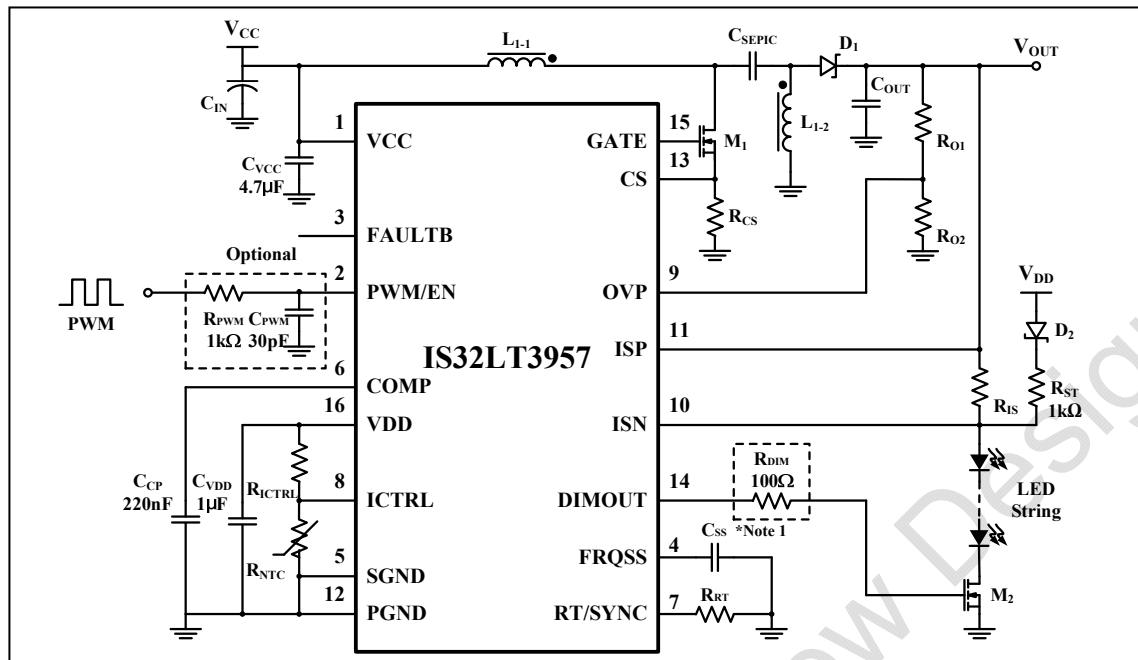 VCC
L1-1
CSEPIC
D1
VOUT
CIN
COUT
1
VCC
GATE
15
M1
L1-2
RO1
CVCC
4.7µF
CS
13
RCS
RO2
3
FAULTB
Optional
2
PWM/EN
OVP
9
VDD
PWM
RPWM CPWM
1kΩ 30pF
IS32LT3957
ISP
11
D2
6
COMP
16
VDD
ISN
10
RIS
RST
1kΩ
CCP
220nF
CVDD
1µF
RICTRL
8
ICTRL
DIMOUT
14
RDIM
100Ω
*Note 1
LED
String
RNTC
5
SGND
FRQSS
4
CSS
12
PGND
RT/SYNC
7
RRT
M2
ew Desig